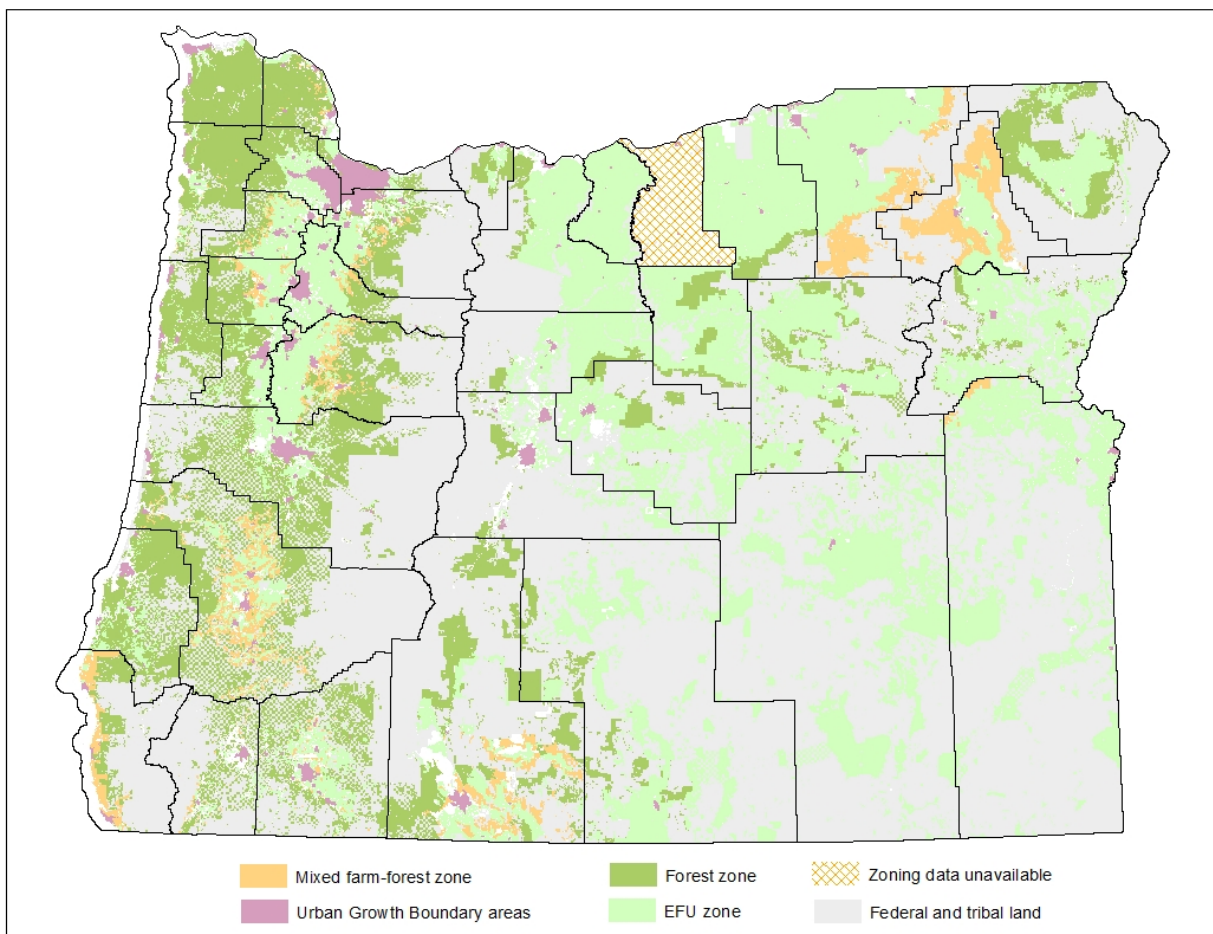 Mixed farm-forest zone
Forest zone
Zoning data unavailable
Urban Growth Boundary areas
EFU zone
Federal and tribal land